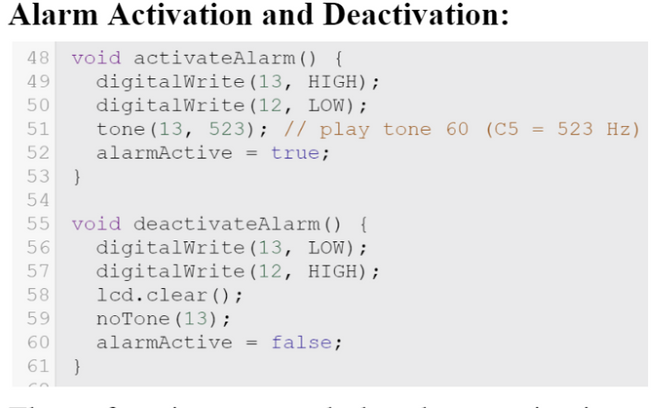 Alarm Activation and Deactivation:
48 void activateAlarm() {
49 digitalWrite(13, HIGH);
50 digitalWrite(12, LOW);
51 tone(13, 523); // play tone 60 (C5 = 523 Hz)
52 alarmActive = true;
53 }
54
55 void deactivateAlarm() {
56 digitalWrite(13, LOW);
57 digitalWrite(12, HIGH);
58 lcd.clear();
59 noTone(13);
60 alarmActive = false;
61 }